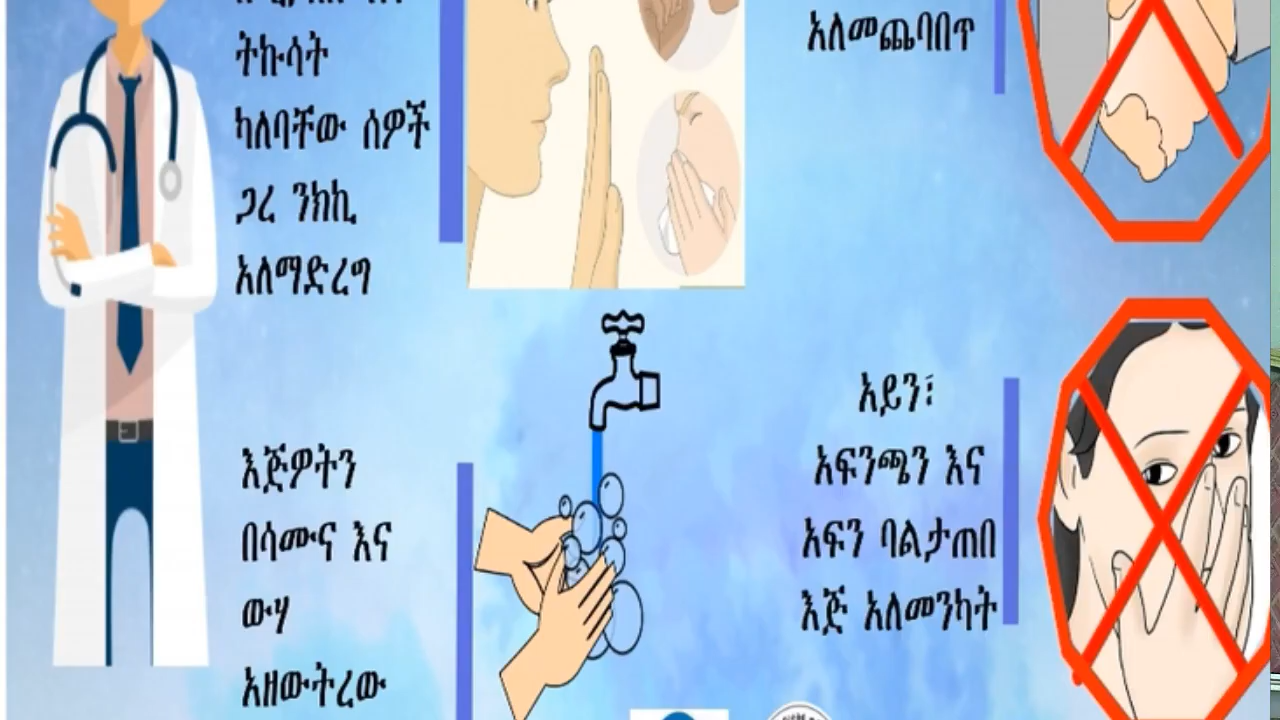 ትኩሳት
ካለባቸው ሰዎች
ጋረ ንክኪ
አለማድረግ
እጅዎትን
በሳሙና እና
ውሃ
አዘውትረው
አለመጨባበጥ
አይን፣
አፍንጫን እና
አፍን ባልታጠበ
እጅ አለመንካት